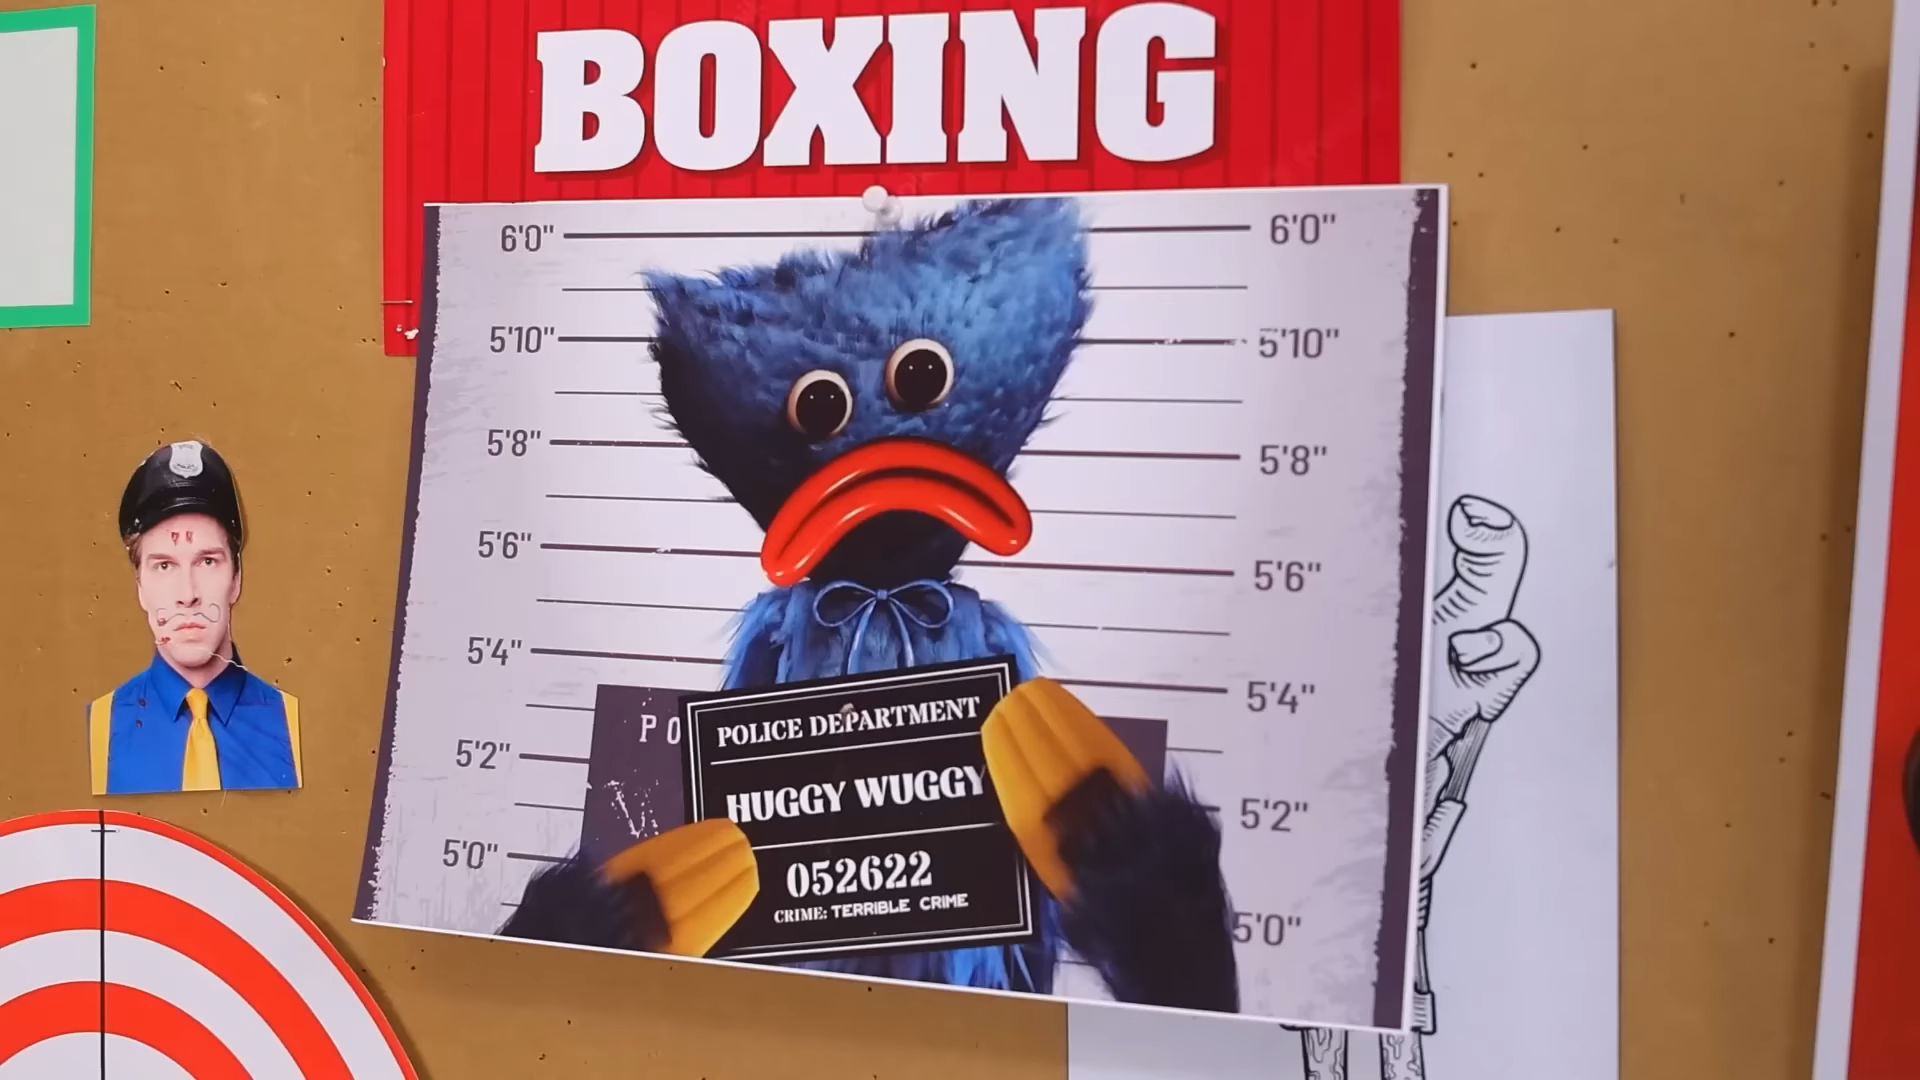 BOXING
6'0" 6'0"
5'10" 5'10"
5'8" 5'8"
5'6" 5'6"
5'4" 5'4"
PO
POLICE DEPARTMENT
5'2" 5'2"
HUGGY WUGGY
5'0" 5'0"
052622
CRIME: TERRIBLE CRIME